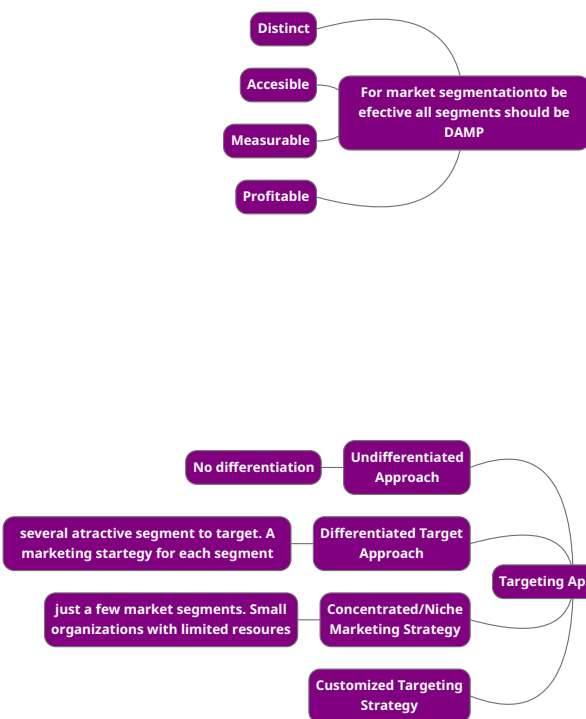 Distinct
For market segmentationto be
efective all segments should be
DAMP
Accesible
Measurable
Profitable
No differentiation
Undifferentiated
Approach
several atractive segment to target. A
marketing startegy for each segment
Differentiated Target
Approach
Targeting Ap
just a few market segments. Small
organizations with limited resoures
Concentrated/Niche
Marketing Strategy
Customized Targeting
Strategy